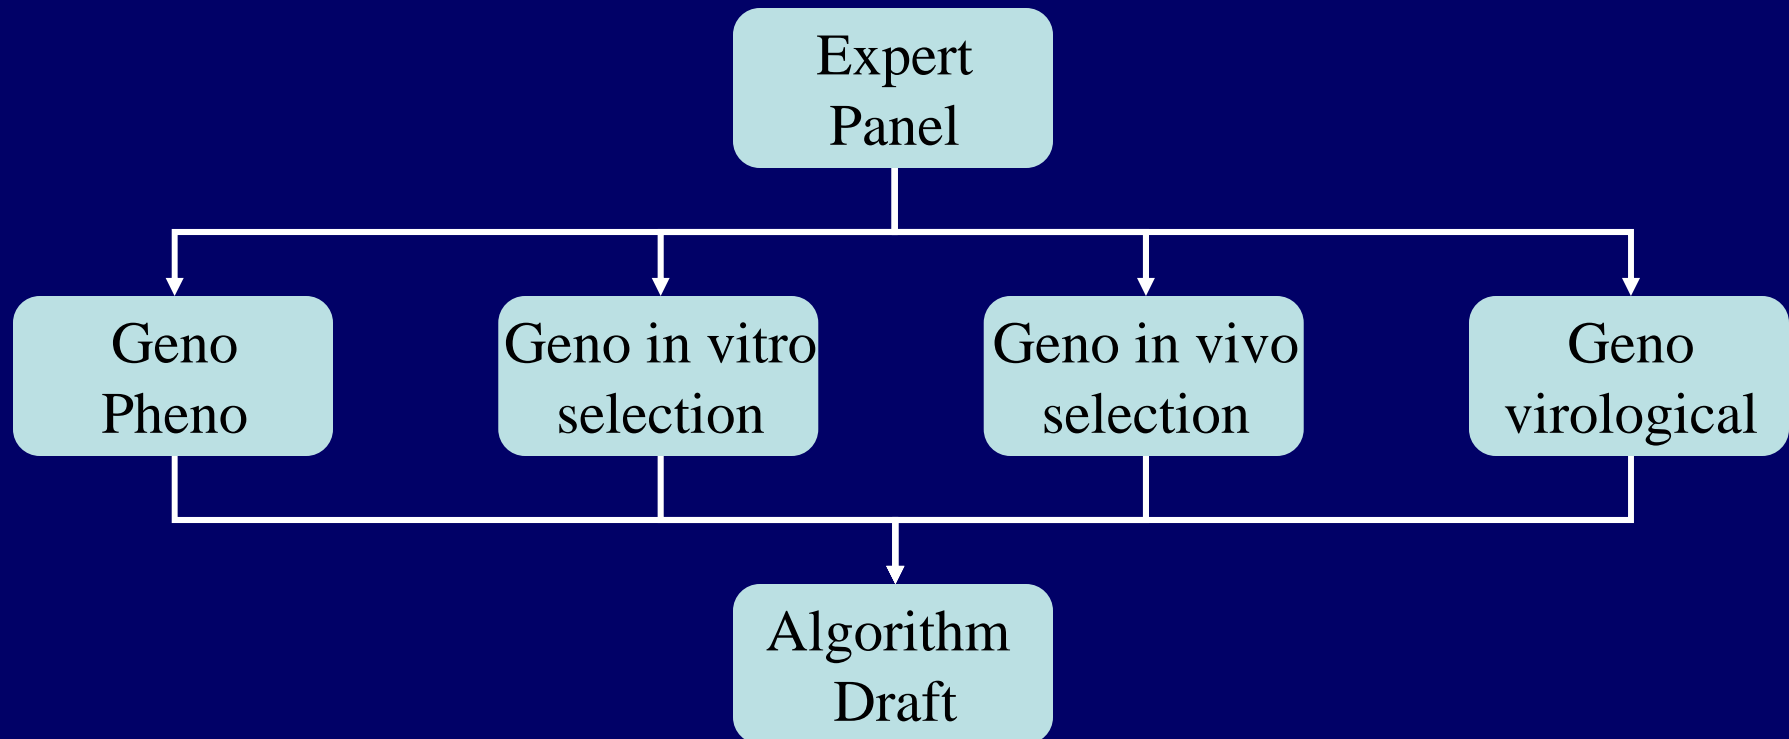 Expert
Panel
Geno
Pheno
Geno in vitro
selection
Geno in vivo
selection
Geno
virological
Algorithm
Draft